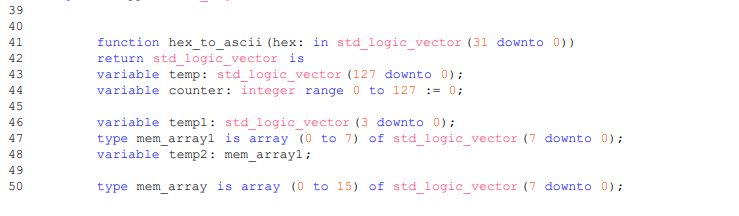 39
40
41 function hex_to_ascii(hex: in std_logic_vector(31 downto 0))
42 return std_logic_vector is
43 variable temp: std_logic_vector(127 downto 0);
44 variable counter: integer range 0 to 127 := 0;
45
46 variable temp1: std_logic_vector(3 downto 0);
47 type mem_array1 is array (0 to 7) of std_logic_vector(7 downto 0);
48 variable temp2: mem_array1;
49
50 type mem_array is array (0 to 15) of std_logic_vector(7 downto 0);